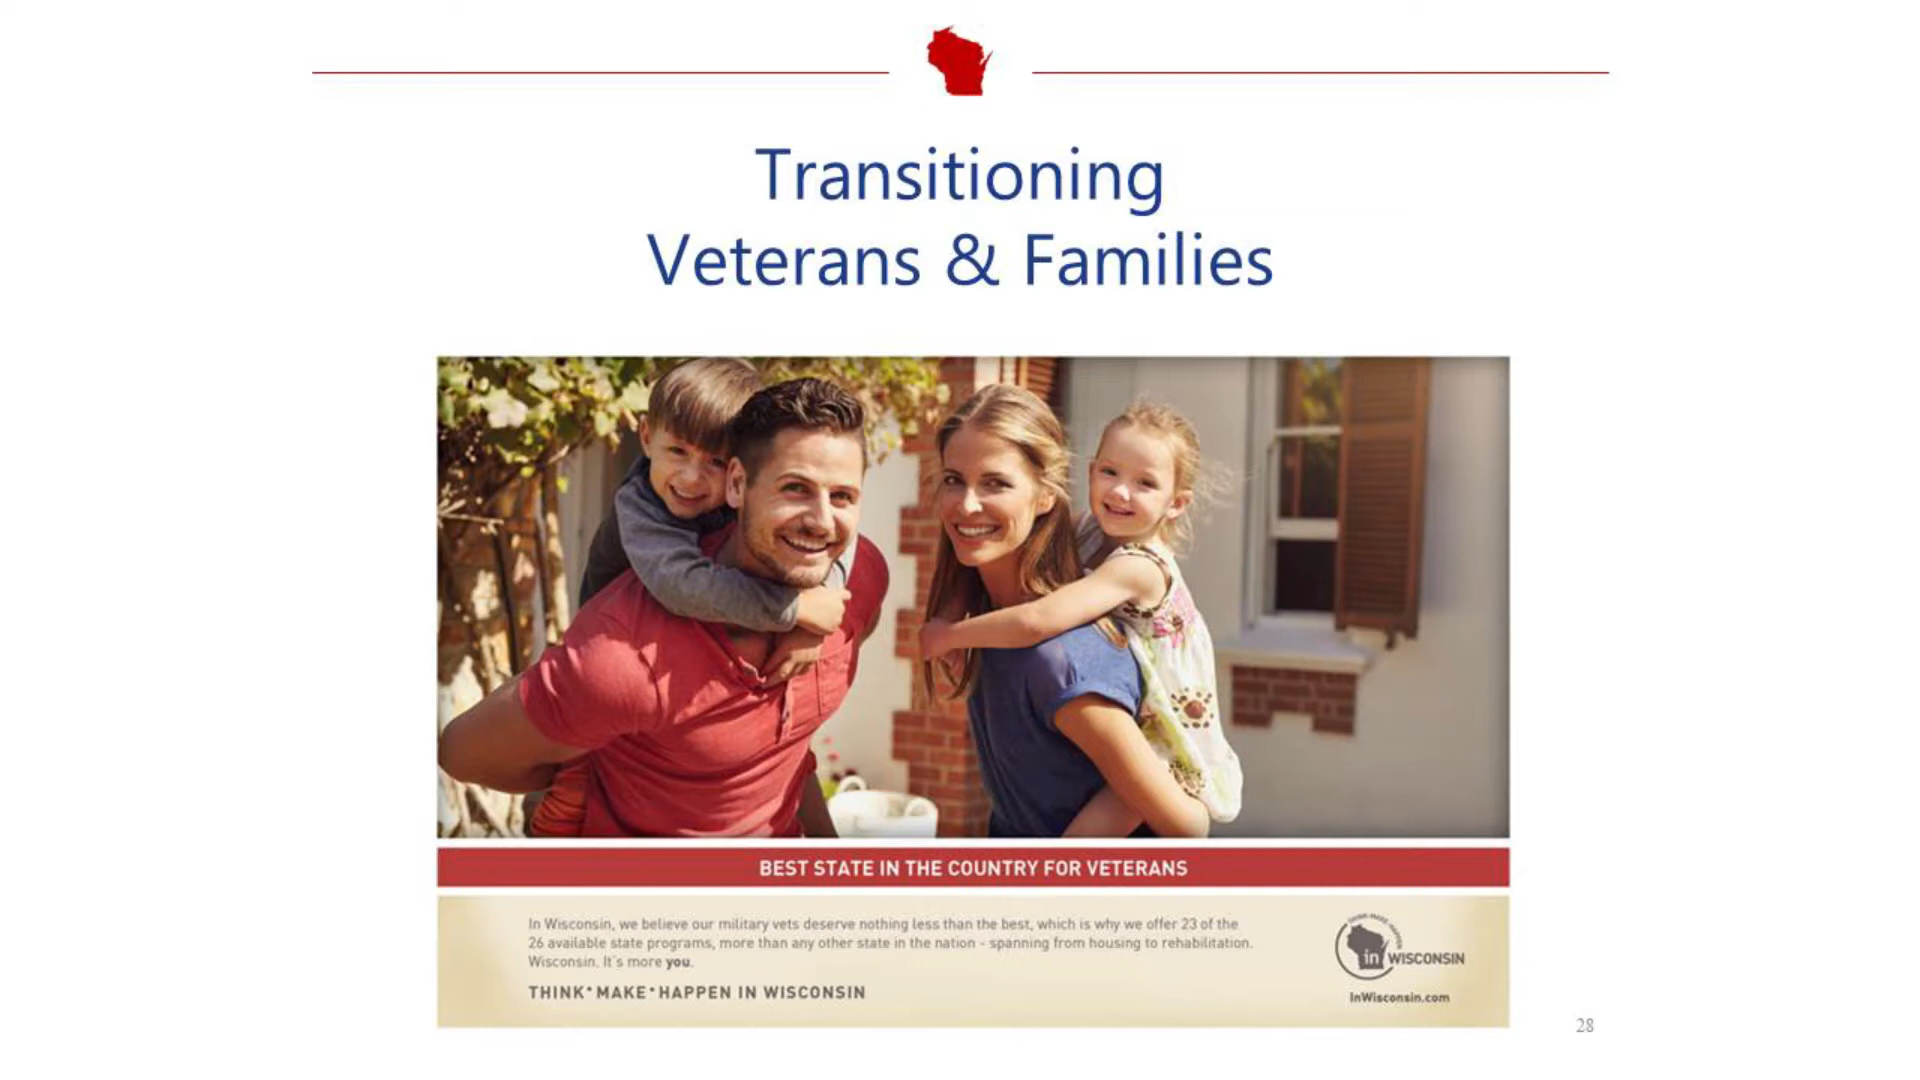 Transitioning
Veterans & Families
BEST STATE IN THE COUNTRY FOR VETERANS
In Wisconsin, we believe our military vets deserve nothing less than the best, which is why we offer 23 of the
26 available state programs, more than any other state in the nation - spanning from housing to rehabilitation.
Wisconsin. It's more you.
THINK•MAKE•HAPPEN IN WISCONSIN
THINK•MAKE•HAPPEN
in WISCONSIN
InWisconsin.com
28